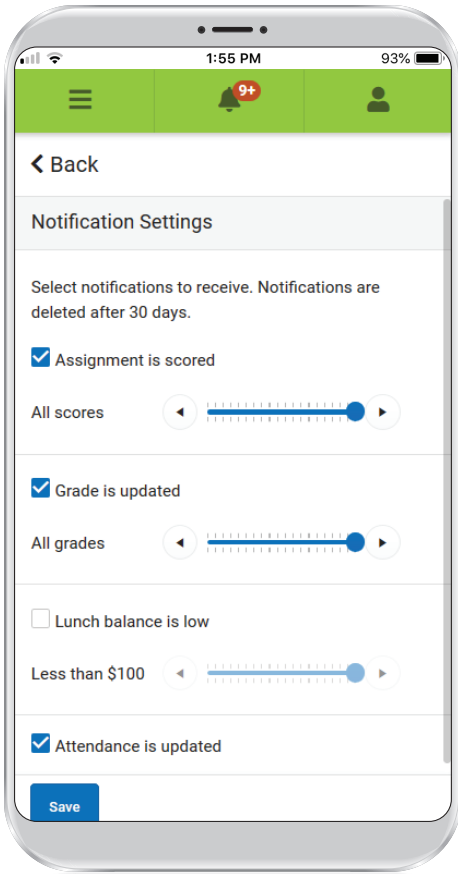 1:55 PM
93%
9+
Back
Notification Settings
Select notifications to receive. Notifications are
deleted after 30 days.
Assignment is scored
All scores
Grade is updated
All grades
Lunch balance is low
Less than $100
Attendance is updated
Save